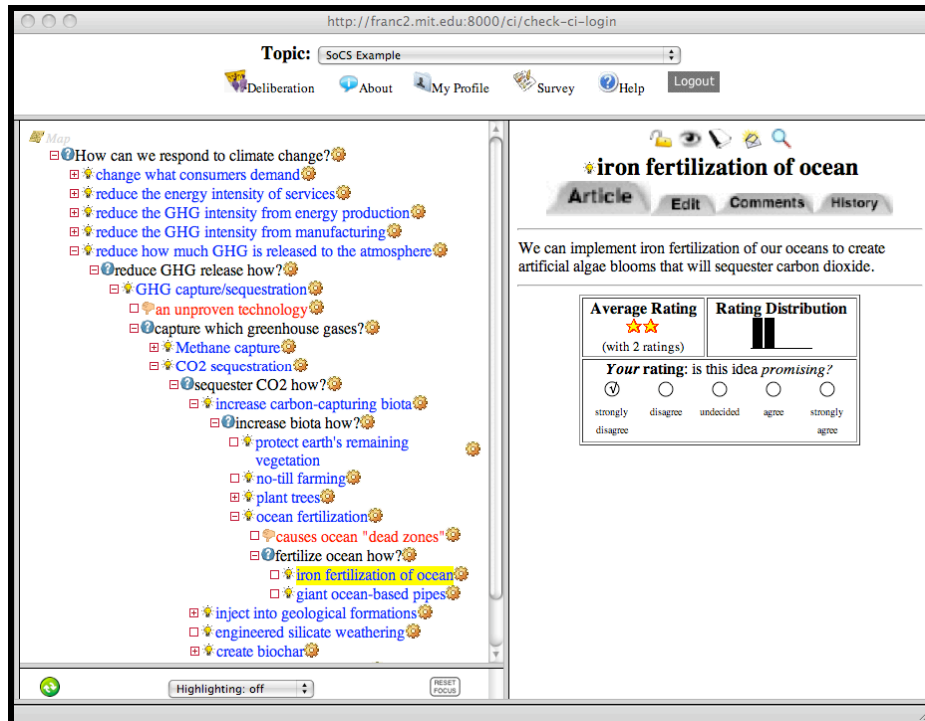 http://franc2.mit.edu:8000/ci/check-ci-login
Topic: SoCS Example
Deliberation About My Profile Survey Help Logout
Map
How can we respond to climate change?
change what consumers demand
reduce the energy intensity of services
reduce the GHG intensity from energy production
reduce the GHG intensity from manufacturing
reduce how much GHG is released to the atmosphere
reduce GHG release how?
GHG capture/sequestration
an unproven technology
capture which greenhouse gases?
Methane capture
CO2 sequestration
sequester CO2 how?
increase carbon-capturing biota
increase biota how?
protect earth's remaining
vegetation
no-till farming
plant trees
ocean fertilization
causes ocean "dead zones"
fertilize ocean how?
iron fertilization of ocean
giant ocean-based pipes
inject into geological formations
engineered silicate weathering
create biochar
Highlighting: off
RESET
FOCUS
iron fertilization of ocean
Article Edit Comments History
We can implement iron fertilization of our oceans to create
artificial algae blooms that will sequester carbon dioxide.
Average Rating
(with 2 ratings)
Rating Distribution
Your rating: is this idea promising?
strongly
disagree
disagree
undecided
agree
strongly
agree